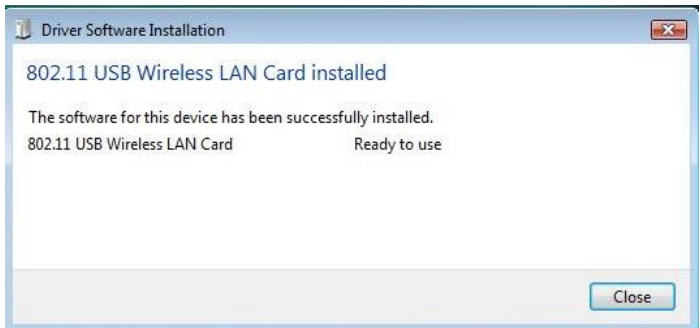 Driver Software Installation
802.11 USB Wireless LAN Card installed
The software for this device has been successfully installed.
802.11 USB Wireless LAN Card Ready to use
Close